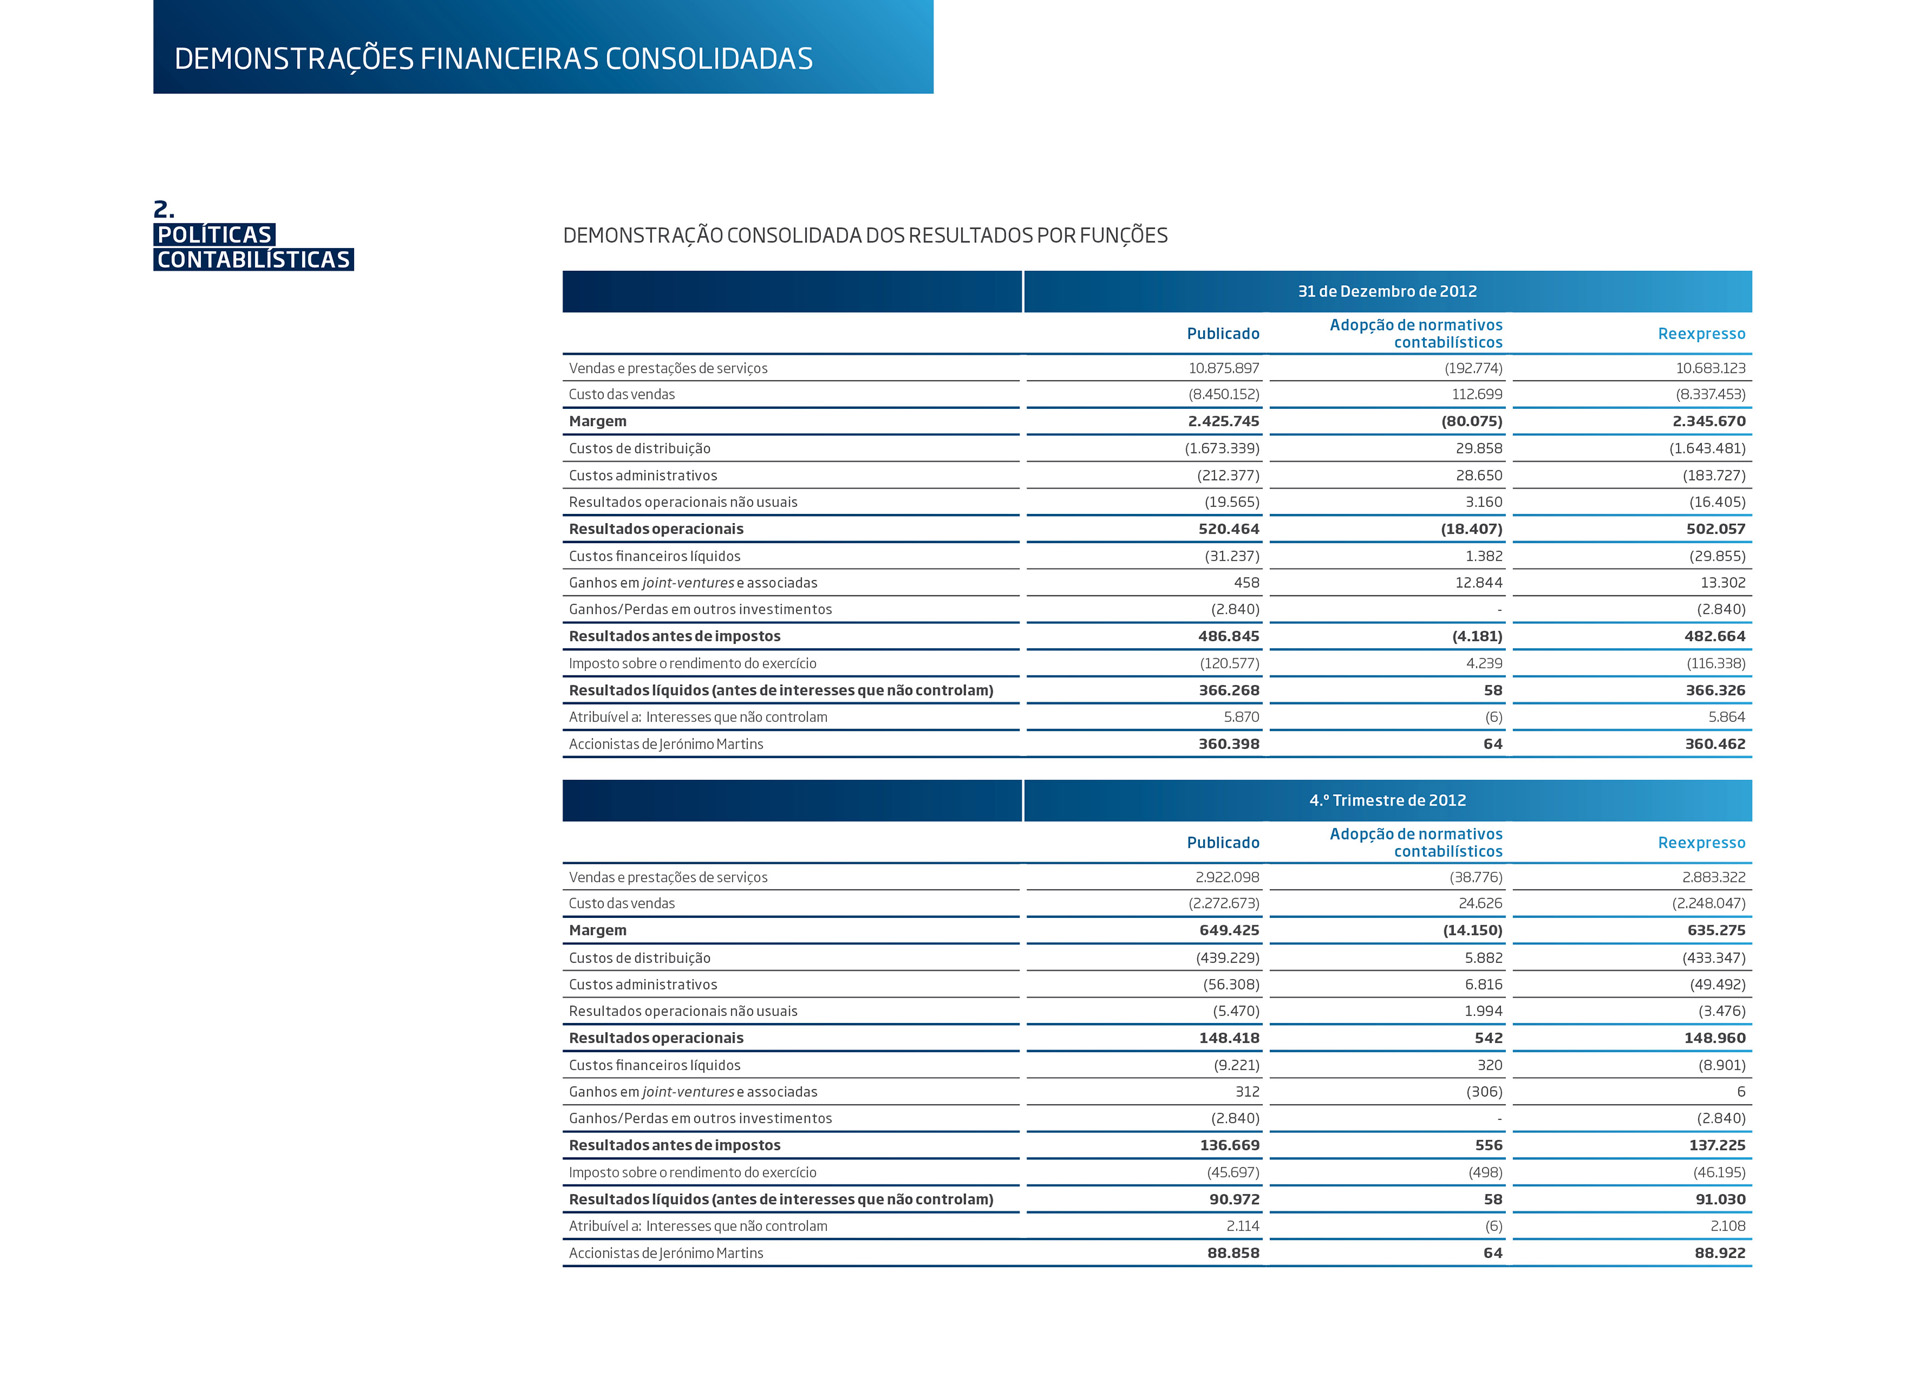 DEMONSTRAÇÕES FINANCEIRAS CONSOLIDADAS
2.
POLÍTICAS
CONTABILÍSTICAS
DEMONSTRAÇÃO CONSOLIDADA DOS RESULTADOS POR FUNÇÕES
31 de Dezembro de 2012
Publicado Adopção de normativos contabilísticos Reexpresso
Vendas e prestações de serviços 10.875.897 (192.774) 10.683.123
Custo das vendas (8.450.152) 112.699 (8.337.453)
Margem 2.425.745 (80.075) 2.345.670
Custos de distribuição (1.673.339) 29.858 (1.643.481)
Custos administrativos (212.377) 28.650 (183.727)
Resultados operacionais não usuais (19.565) 3.160 (16.405)
Resultados operacionais 520.464 (18.407) 502.057
Custos financeiros líquidos (31.237) 1.382 (29.855)
Ganhos em joint-ventures e associadas 458 12.844 13.302
Ganhos/Perdas em outros investimentos (2.840) - (2.840)
Resultados antes de impostos 486.845 (4.181) 482.664
Imposto sobre o rendimento do exercício (120.577) 4.239 (116.338)
Resultados líquidos (antes de interesses que não controlam) 366.268 58 366.326
Atribuível a: Interesses que não controlam 5.870 (6) 5.864
Accionistas de Jerónimo Martins 360.398 64 360.462
4.º Trimestre de 2012
Publicado Adopção de normativos contabilísticos Reexpresso
Vendas e prestações de serviços 2.922.098 (38.776) 2.883.322
Custo das vendas (2.272.673) 24.626 (2.248.047)
Margem 649.425 (14.150) 635.275
Custos de distribuição (439.229) 5.882 (433.347)
Custos administrativos (56.308) 6.816 (49.492)
Resultados operacionais não usuais (5.470) 1.994 (3.476)
Resultados operacionais 148.418 542 148.960
Custos financeiros líquidos (9.221) 320 (8.901)
Ganhos em joint-ventures e associadas 312 (306) 6
Ganhos/Perdas em outros investimentos (2.840) - (2.840)
Resultados antes de impostos 136.669 556 137.225
Imposto sobre o rendimento do exercício (45.697) (498) (46.195)
Resultados líquidos (antes de interesses que não controlam) 90.972 58 91.030
Atribuível a: Interesses que não controlam 2.114 (6) 2.108
Accionistas de Jerónimo Martins 88.858 64 88.922